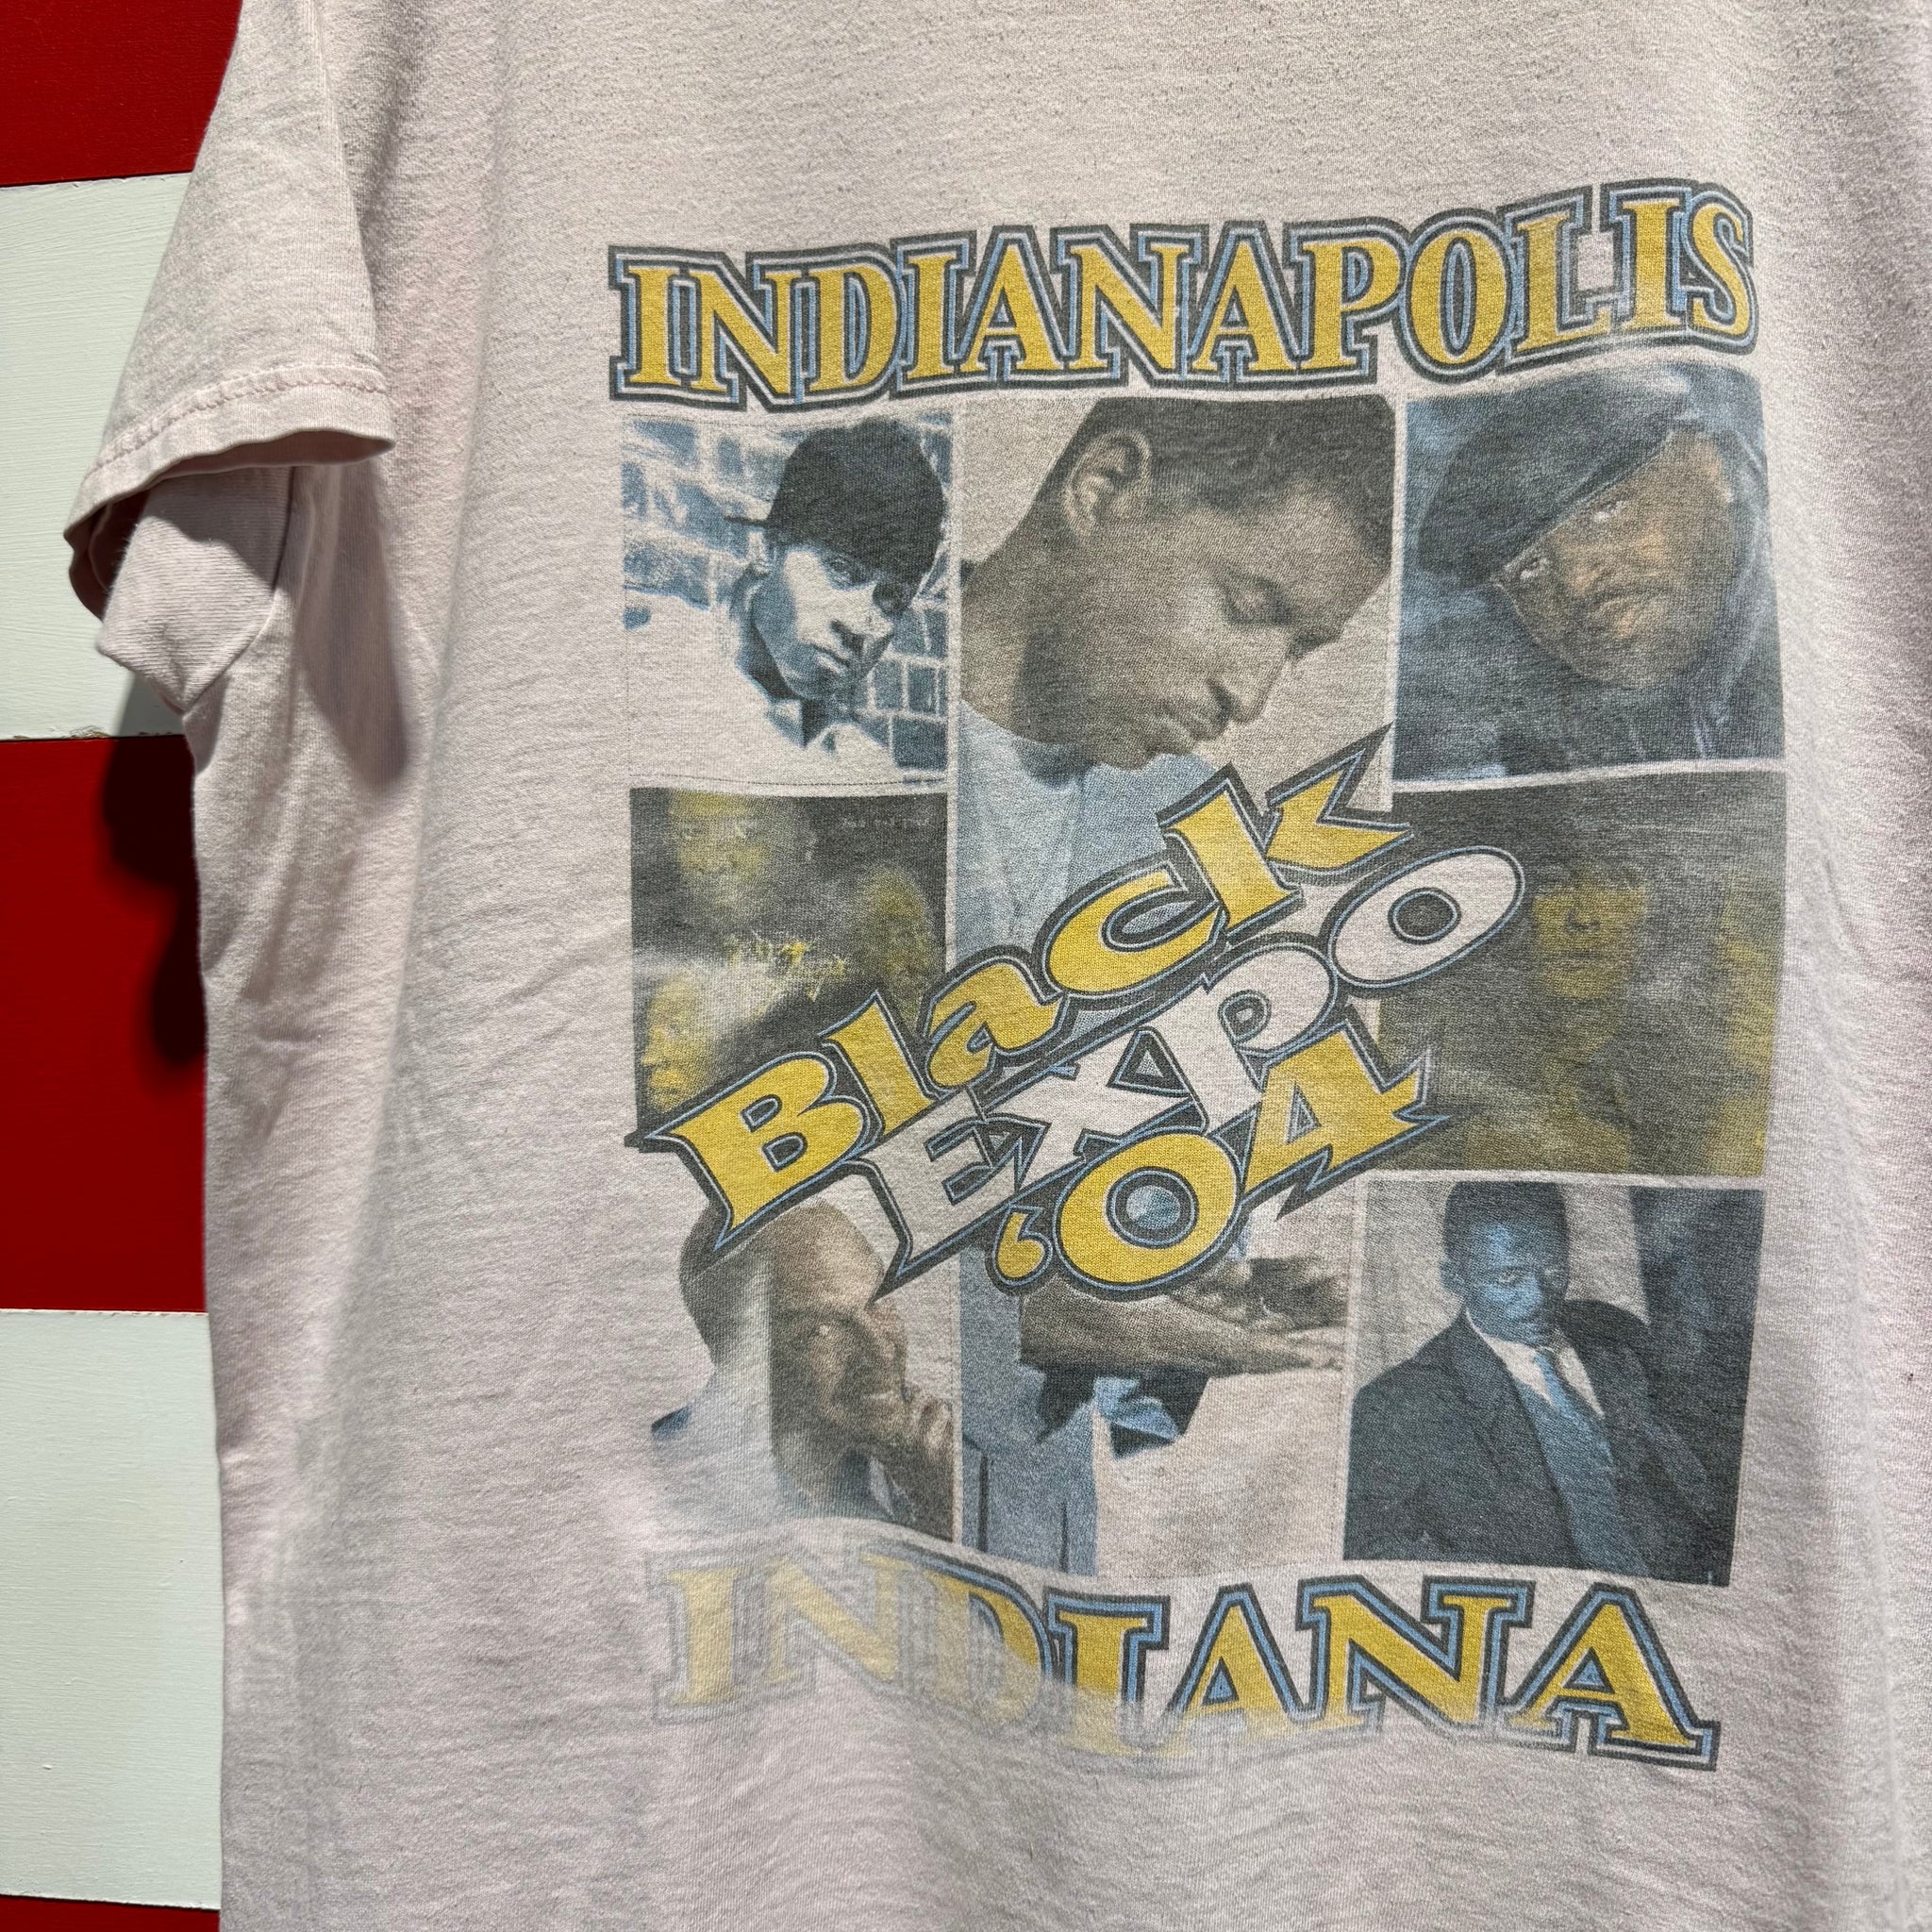 INDIANAPOLIS
Black
Expo
'04
INDIANA